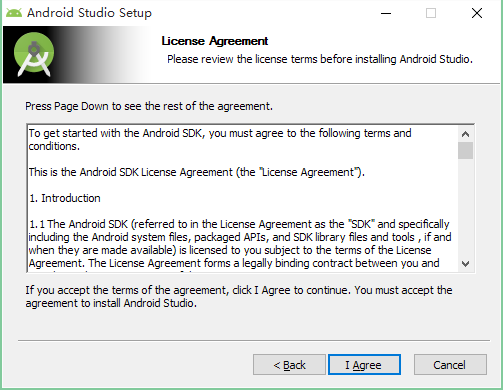 Android Studio Setup
License Agreement
Please review the license terms before installing Android Studio.
Press Page Down to see the rest of the agreement.
To get started with the Android SDK, you must agree to the following terms and
conditions.
This is the Android SDK License Agreement (the "License Agreement").
1. Introduction
1.1 The Android SDK (referred to in the License Agreement as the "SDK" and specifically
including the Android system files, packaged APIs, and SDK library files and tools , if and
when they are made available) is licensed to you subject to the terms of the License
Agreement. The License Agreement forms a legally binding contract between you and
If you accept the terms of the agreement, click I Agree to continue. You must accept the
agreement to install Android Studio.
< Back
I Agree
Cancel